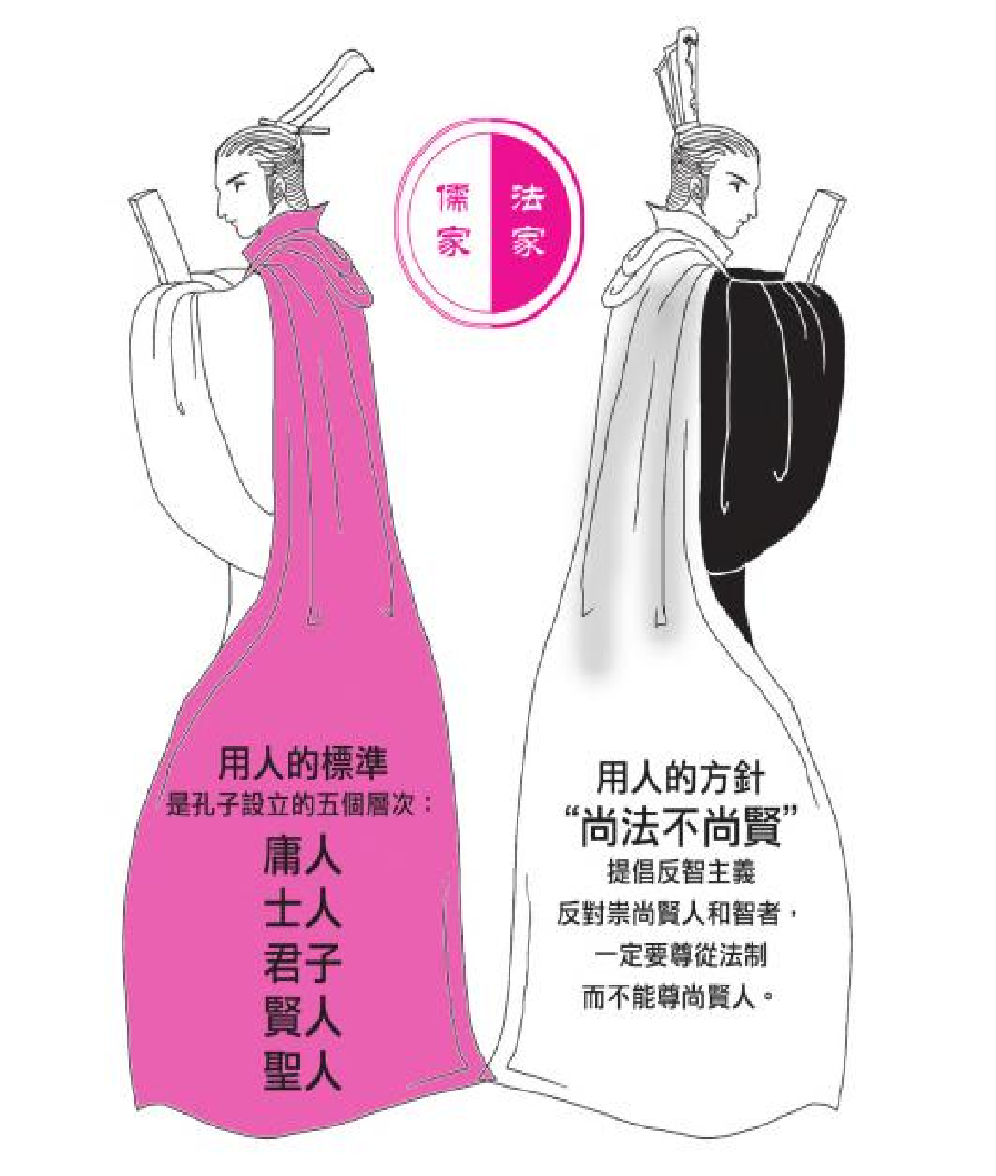 儒家
法家
用人的標準
是孔子設立的五個層次：
庸人
士人
君子
賢人
聖人
用人的方針
“尚法不尚賢”
提倡反智主義
反對崇尚賢人和智者，
一定要尊從法制
而不能尊尚賢人。